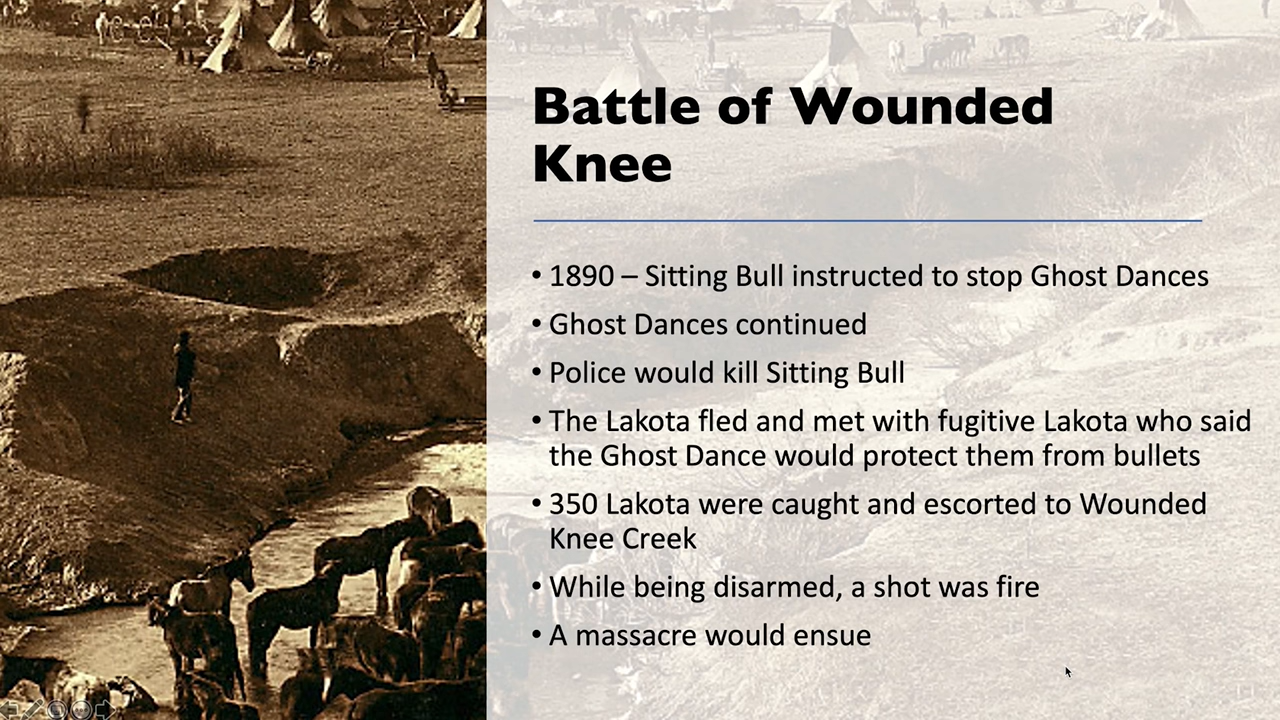 Battle of Wounded
Knee
• 1890 – Sitting Bull instructed to stop Ghost Dances
• Ghost Dances continued
• Police would kill Sitting Bull
• The Lakota fled and met with fugitive Lakota who said
the Ghost Dance would protect them from bullets
• 350 Lakota were caught and escorted to Wounded
Knee Creek
• While being disarmed, a shot was fire
• A massacre would ensue